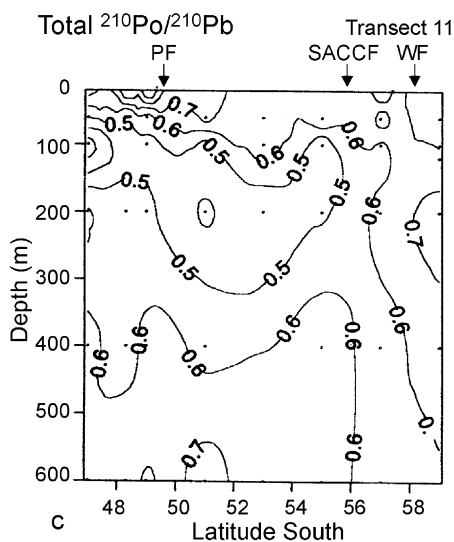 Total ²¹⁰Po/²¹⁰Pb
Transect 11
PF SACCF WF
0
100
200
300
400
500
600
Depth (m)
0.7
0.5 0.6
0.5 0.6 0.5 0.6
0.5 0.5 0.6
0.7
0.5 0.5
0.6 0.6 0.6 0.6 0.6 0.6
0.7 0.6
0.
48 50 52 54 56 58
c Latitude South